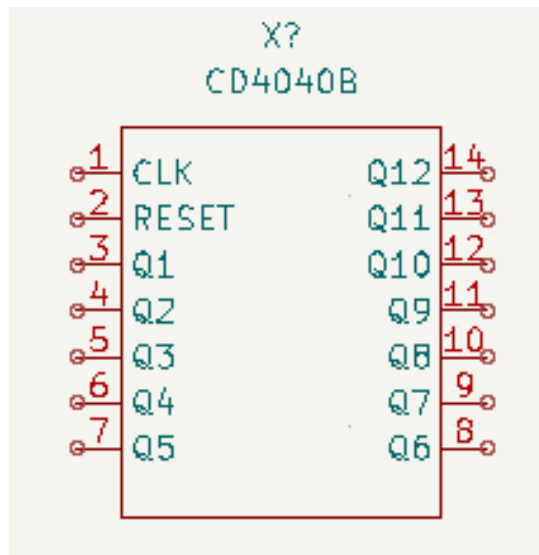 X?
CD4040B
1 CLK Q12 14
2 RESET Q11 13
3 Q1 Q10 12
4 Q2 Q9 11
5 Q3 Q8 10
6 Q4 Q7 9
7 Q5 Q6 8